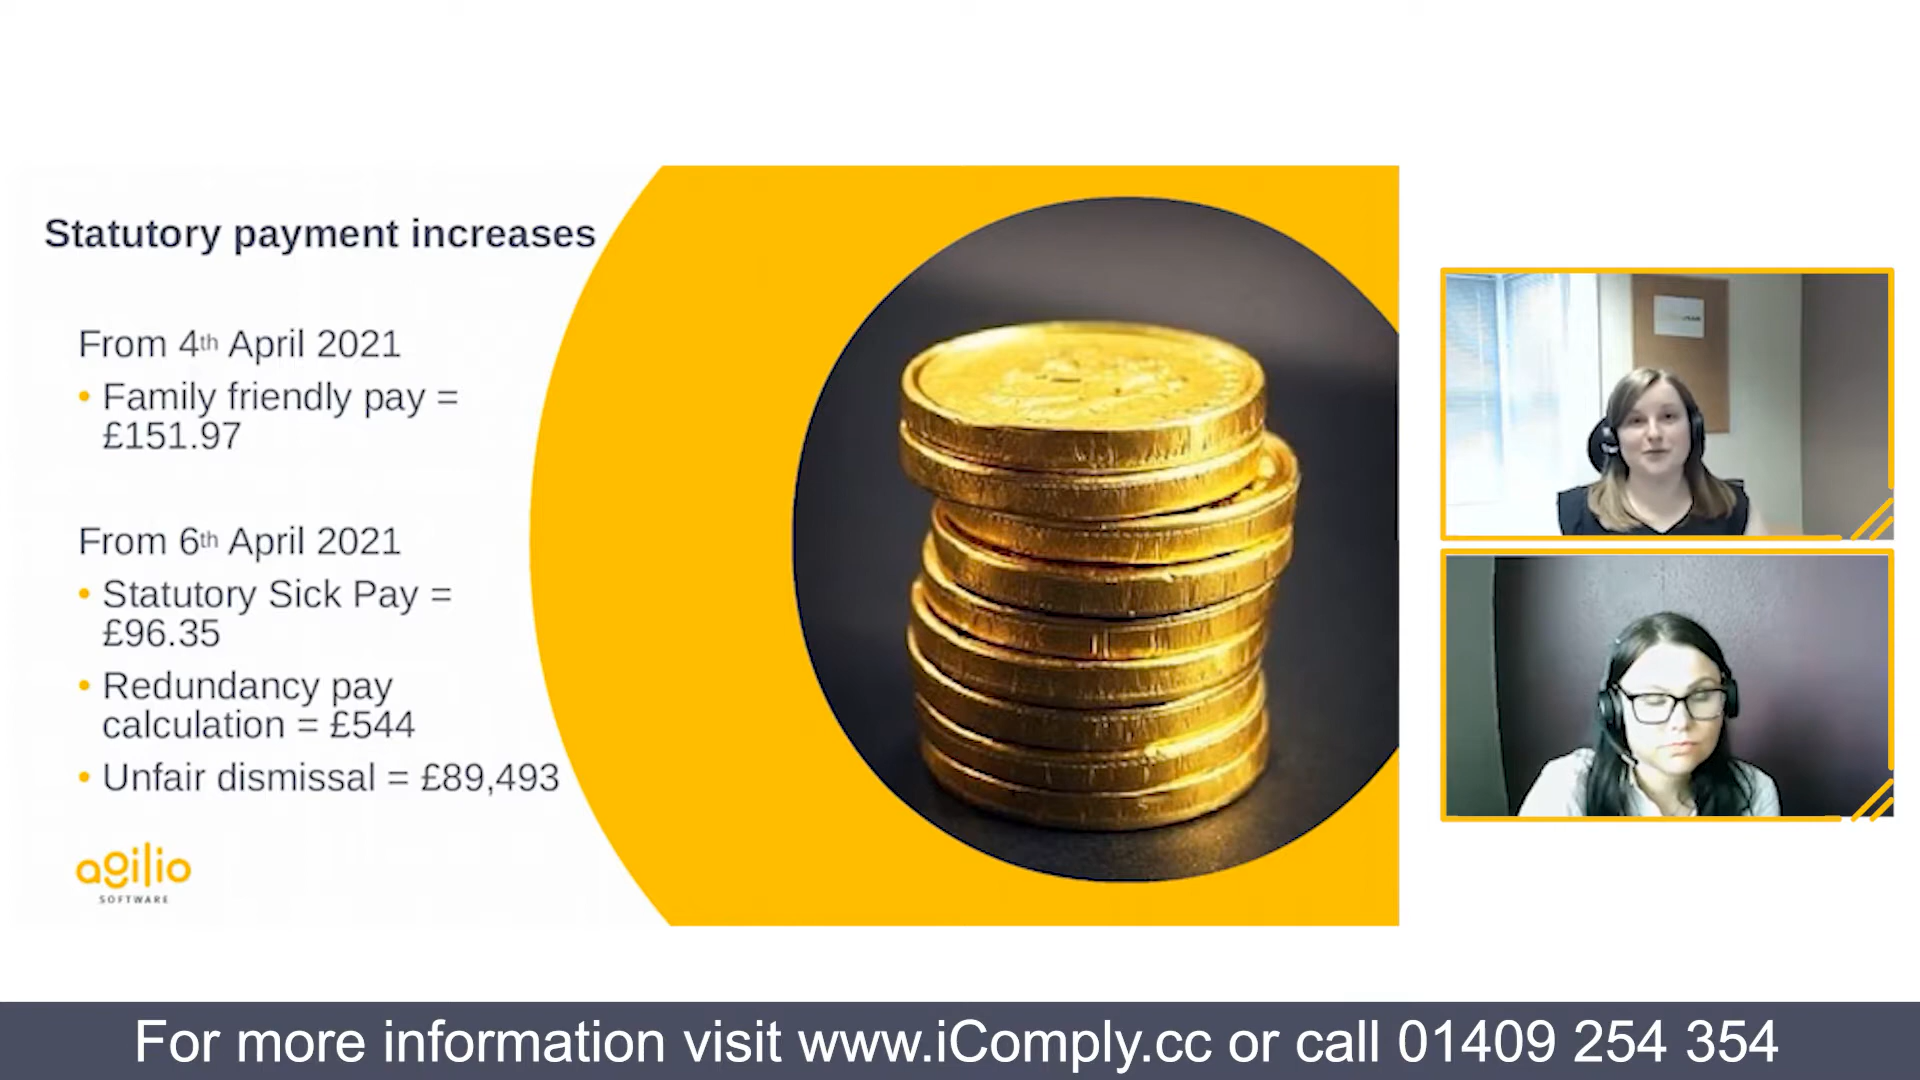 Statutory payment increases
From 4th April 2021
• Family friendly pay =
£151.97
From 6th April 2021
• Statutory Sick Pay =
£96.35
• Redundancy pay
calculation = £544
• Unfair dismissal = £89,493
agilio
SOFTWARE
For more information visit www.iComply.cc or call 01409 254 354